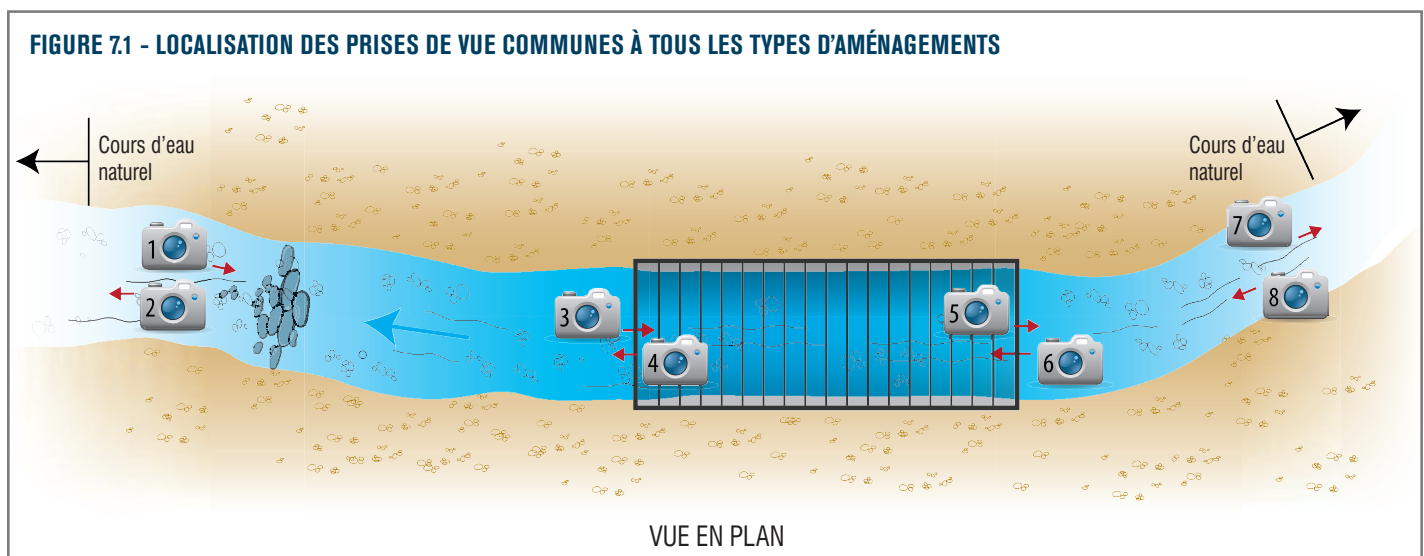 FIGURE 7.1 - LOCALISATION DES PRISES DE VUE COMMUNES À TOUS LES TYPES D'AMÉNAGEMENTS
Cours d'eau
naturel
Cours d'eau
naturel
1
2
3
4
5
6
7
8
VUE EN PLAN